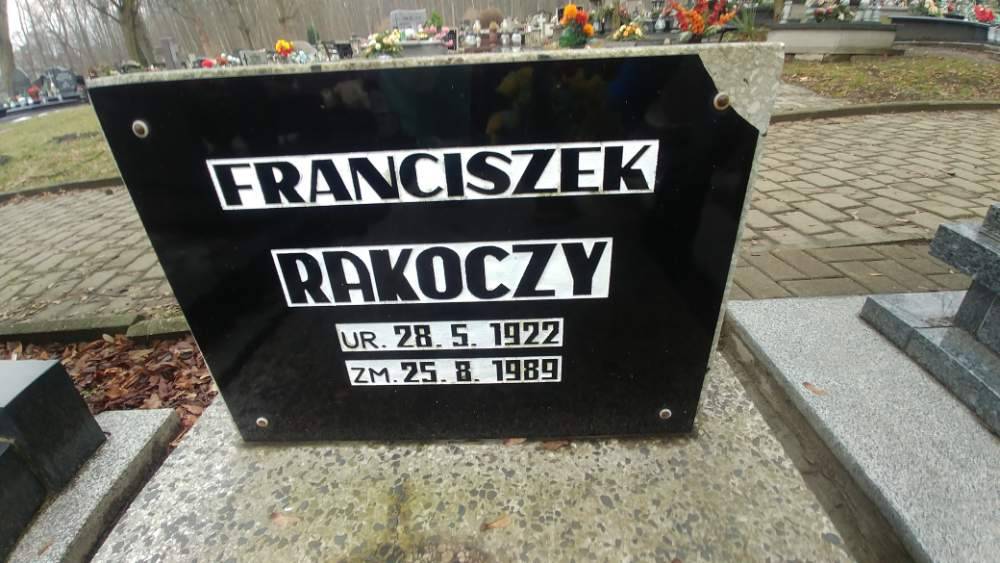 FRANCISZEK
RAKOCZY
UR. 28. 5. 1922
ZM. 25. 8. 1989